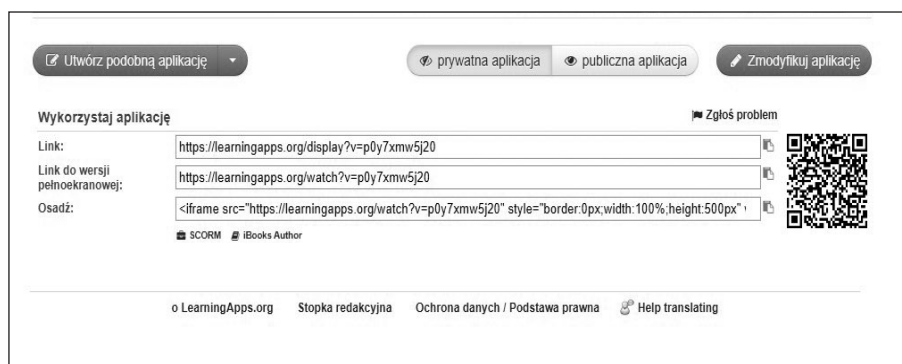 Utwórz podobną aplikację
prywatna aplikacja
publiczna aplikacja
Zmodyfikuj aplikację
Wykorzystaj aplikację
Zgłoś problem
Link:
https://learningapps.org/display?v=p0y7xmw5j20
Link do wersji
pełnoekranowej:
https://learningapps.org/watch?v=p0y7xmw5j20
Osadź:
<iframe src="https://learningapps.org/watch?v=p0y7xmw5j20" style="border:0px;width:100%;height:500px"
SCORM iBooks Author
o LearningApps.org Stopka redakcyjna Ochrona danych / Podstawa prawna Help translating